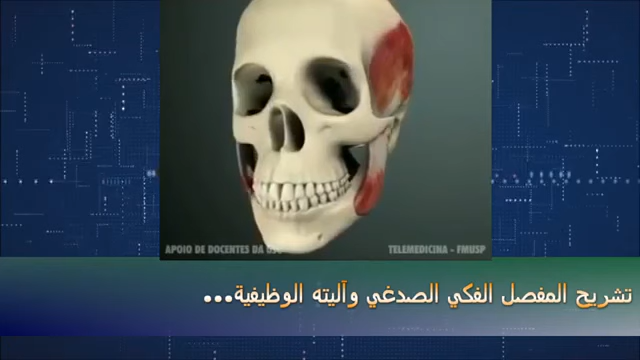 APOIO DE DOCENTES DA
TELEMEDICINA - FMUSP
تشريح المفصل الفكي الصدغي وآليته الوظيفية...